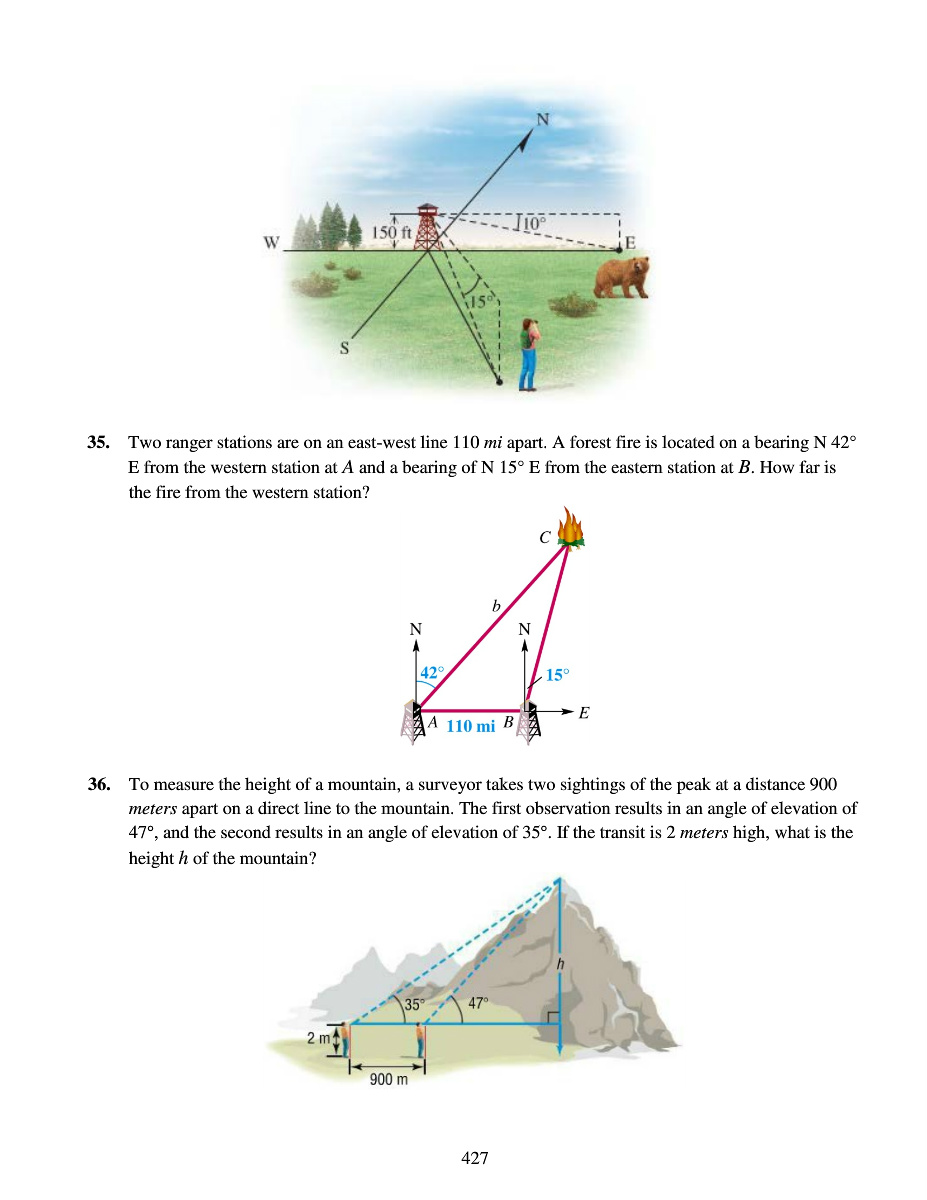 N
150 ft
10°
W
E
15°
S
35. Two ranger stations are on an east-west line 110 mi apart. A forest fire is located on a bearing N 42°
E from the western station at A and a bearing of N 15° E from the eastern station at B. How far is
the fire from the western station?
C
b
N
N
42°
15°
A
110 mi
B
E
36. To measure the height of a mountain, a surveyor takes two sightings of the peak at a distance 900
meters apart on a direct line to the mountain. The first observation results in an angle of elevation of
47°, and the second results in an angle of elevation of 35°. If the transit is 2 meters high, what is the
height h of the mountain?
h
35°
47°
2 m
900 m
427